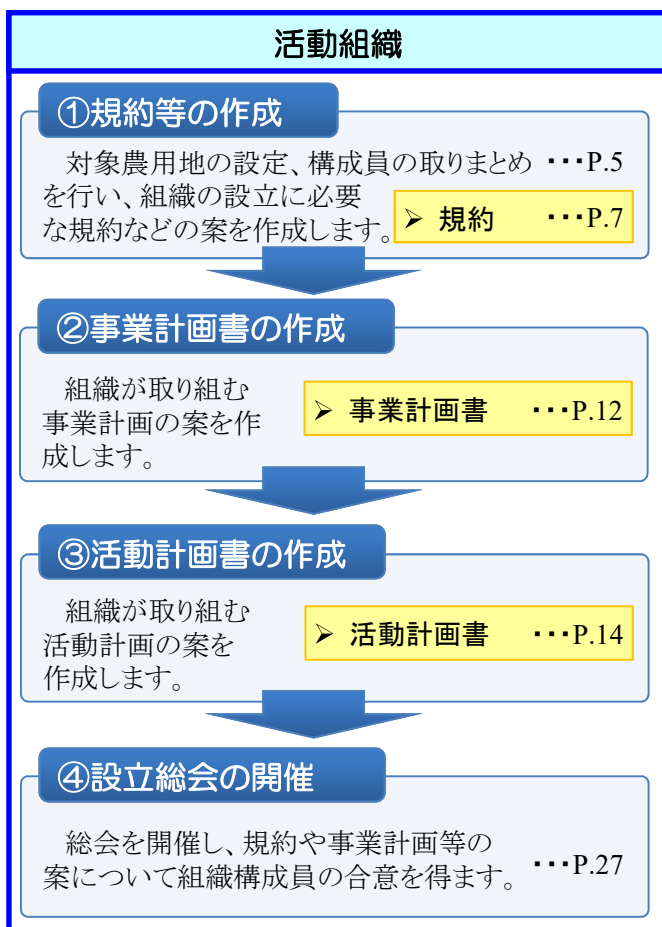 活動組織
①規約等の作成
対象農用地の設定、構成員の取りまとめ ・・・P.5
を行い、組織の設立に必要
な規約などの案を作成します。
➢ 規約 ・・・P.7
②事業計画書の作成
組織が取り組む
事業計画の案を作
成します。
➢ 事業計画書 ・・・P.12
③活動計画書の作成
組織が取り組む
活動計画の案を
作成します。
➢ 活動計画書 ・・・P.14
④設立総会の開催
総会を開催し、規約や事業計画等の
案について組織構成員の合意を得ます。
・・・P.27